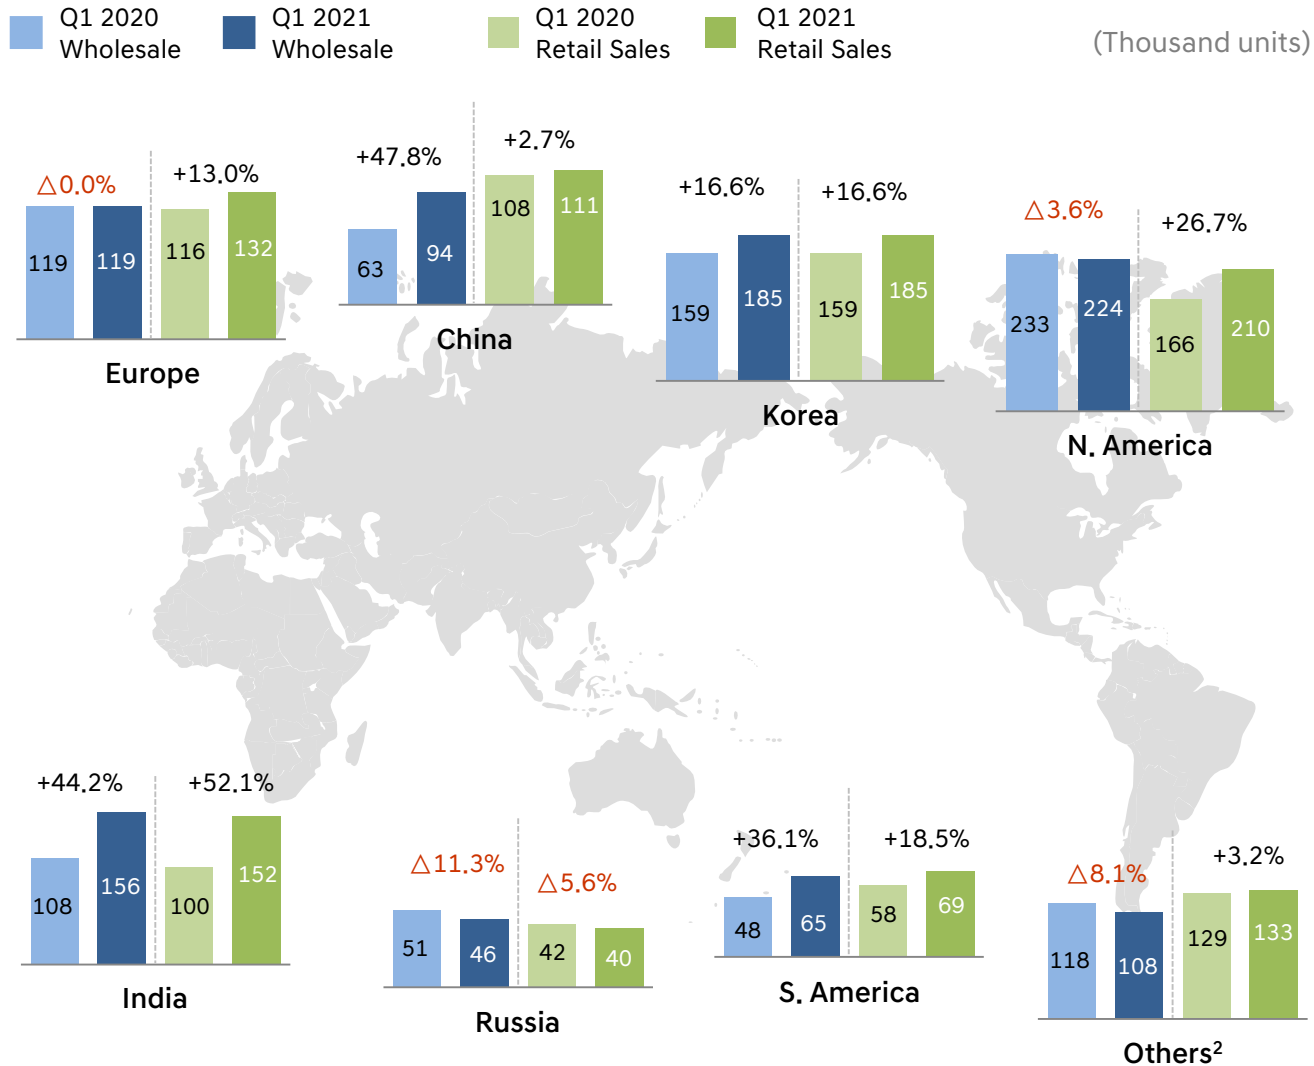 Q1 2020
Wholesale
Q1 2021
Wholesale
Q1 2020
Retail Sales
Q1 2021
Retail Sales
(Thousand units)
△0.0%
+13.0%
119
119
116
132
Europe
+47.8%
+2.7%
63
94
108
111
China
+16.6%
+16.6%
159
185
159
185
Korea
△3.6%
+26.7%
233
224
166
210
N. America
+44.2%
+52.1%
108
156
100
152
India
△11.3%
△5.6%
51
46
42
40
Russia
+36.1%
+18.5%
48
65
58
69
S. America
△8.1%
+3.2%
118
108
129
133
Others²